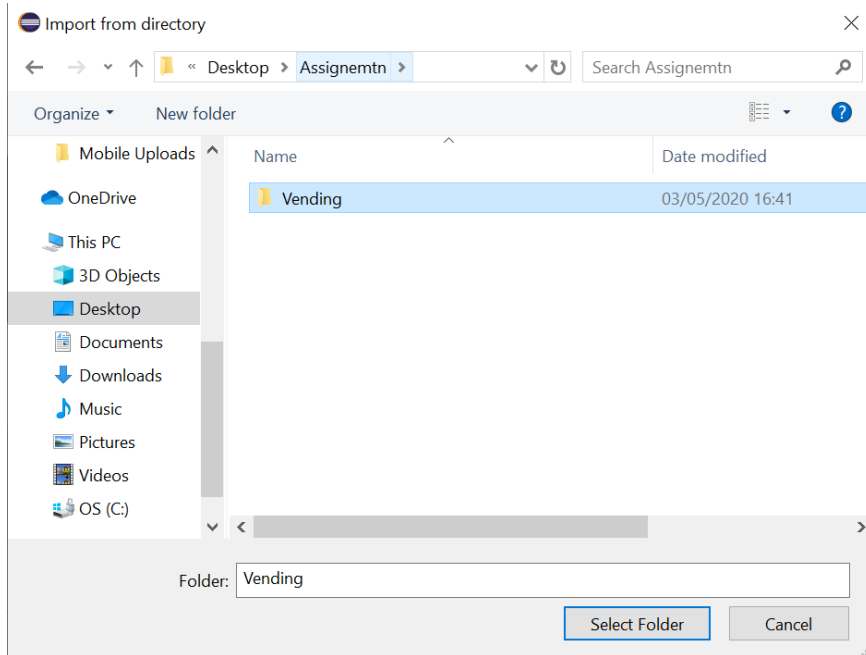 Import from directory
« Desktop > Assignemtn >
Search Assignemtn
Organize
New folder
?
Mobile Uploads
OneDrive
This PC
3D Objects
Desktop
Documents
Downloads
Music
Pictures
Videos
OS (C:)
Name
Date modified
Vending
03/05/2020 16:41
Folder:
Vending
Select Folder
Cancel